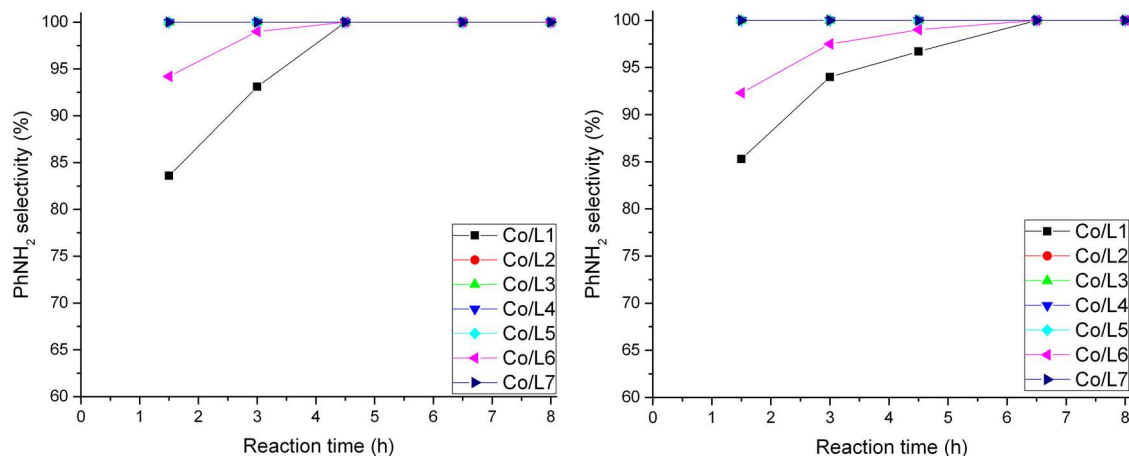 PhNH2 selectivity (%)
100
95
90
85
80
75
70
65
60
Co/L1
Co/L2
Co/L3
Co/L4
Co/L5
Co/L6
Co/L7
0 1 2 3 4 5 6 7 8
Reaction time (h)
PhNH2 selectivity (%)
100
95
90
85
80
75
70
65
60
Co/L1
Co/L2
Co/L3
Co/L4
Co/L5
Co/L6
Co/L7
0 1 2 3 4 5 6 7 8
Reaction time (h)